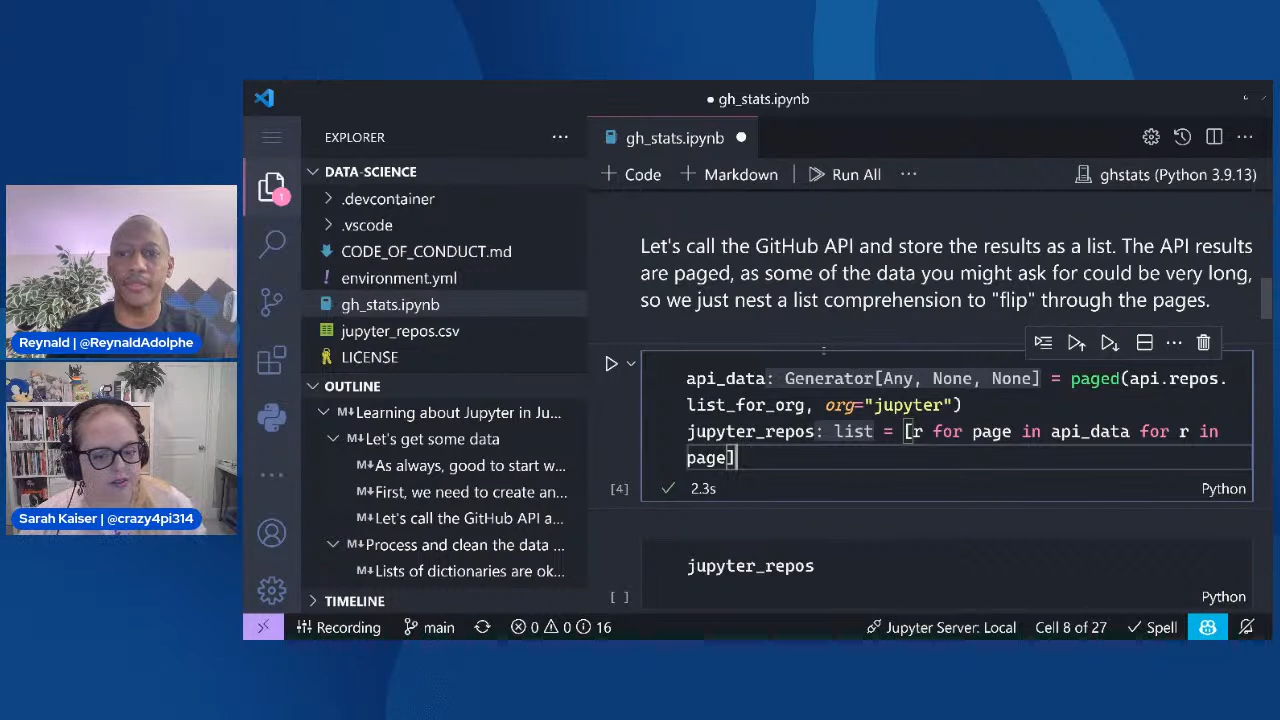 gh_stats.ipynb
EXPLORER
gh_stats.ipynb
DATA-SCIENCE
Code
Markdown
Run All
ghstats (Python 3.9.13)
.devcontainer
.vscode
CODE_OF_CONDUCT.md
environment.yml
gh_stats.ipynb
jupyter_repos.csv
LICENSE
OUTLINE
Learning about Jupyter in Ju...
Let's get some data
As always, good to start w...
First, we need to create an...
Let's call the GitHub API a...
Process and clean the data ...
Lists of dictionaries are ok...
TIMELINE
Let's call the GitHub API and store the results as a list. The API results
are paged, as some of the data you might ask for could be very long,
so we just nest a list comprehension to "flip" through the pages.
api_data: Generator[Any, None, None] = paged(api.repos.
list_for_org, org="jupyter")
jupyter_repos: list = [r for page in api_data for r in
page]
[4]
2.3s
Python
jupyter_repos
[ ]
Python
Recording
main
0
0
16
Jupyter Server: Local
Cell 8 of 27
Spell
1
Reynald | @ReynaldAdolphe
Sarah Kaiser | @crazy4pi314